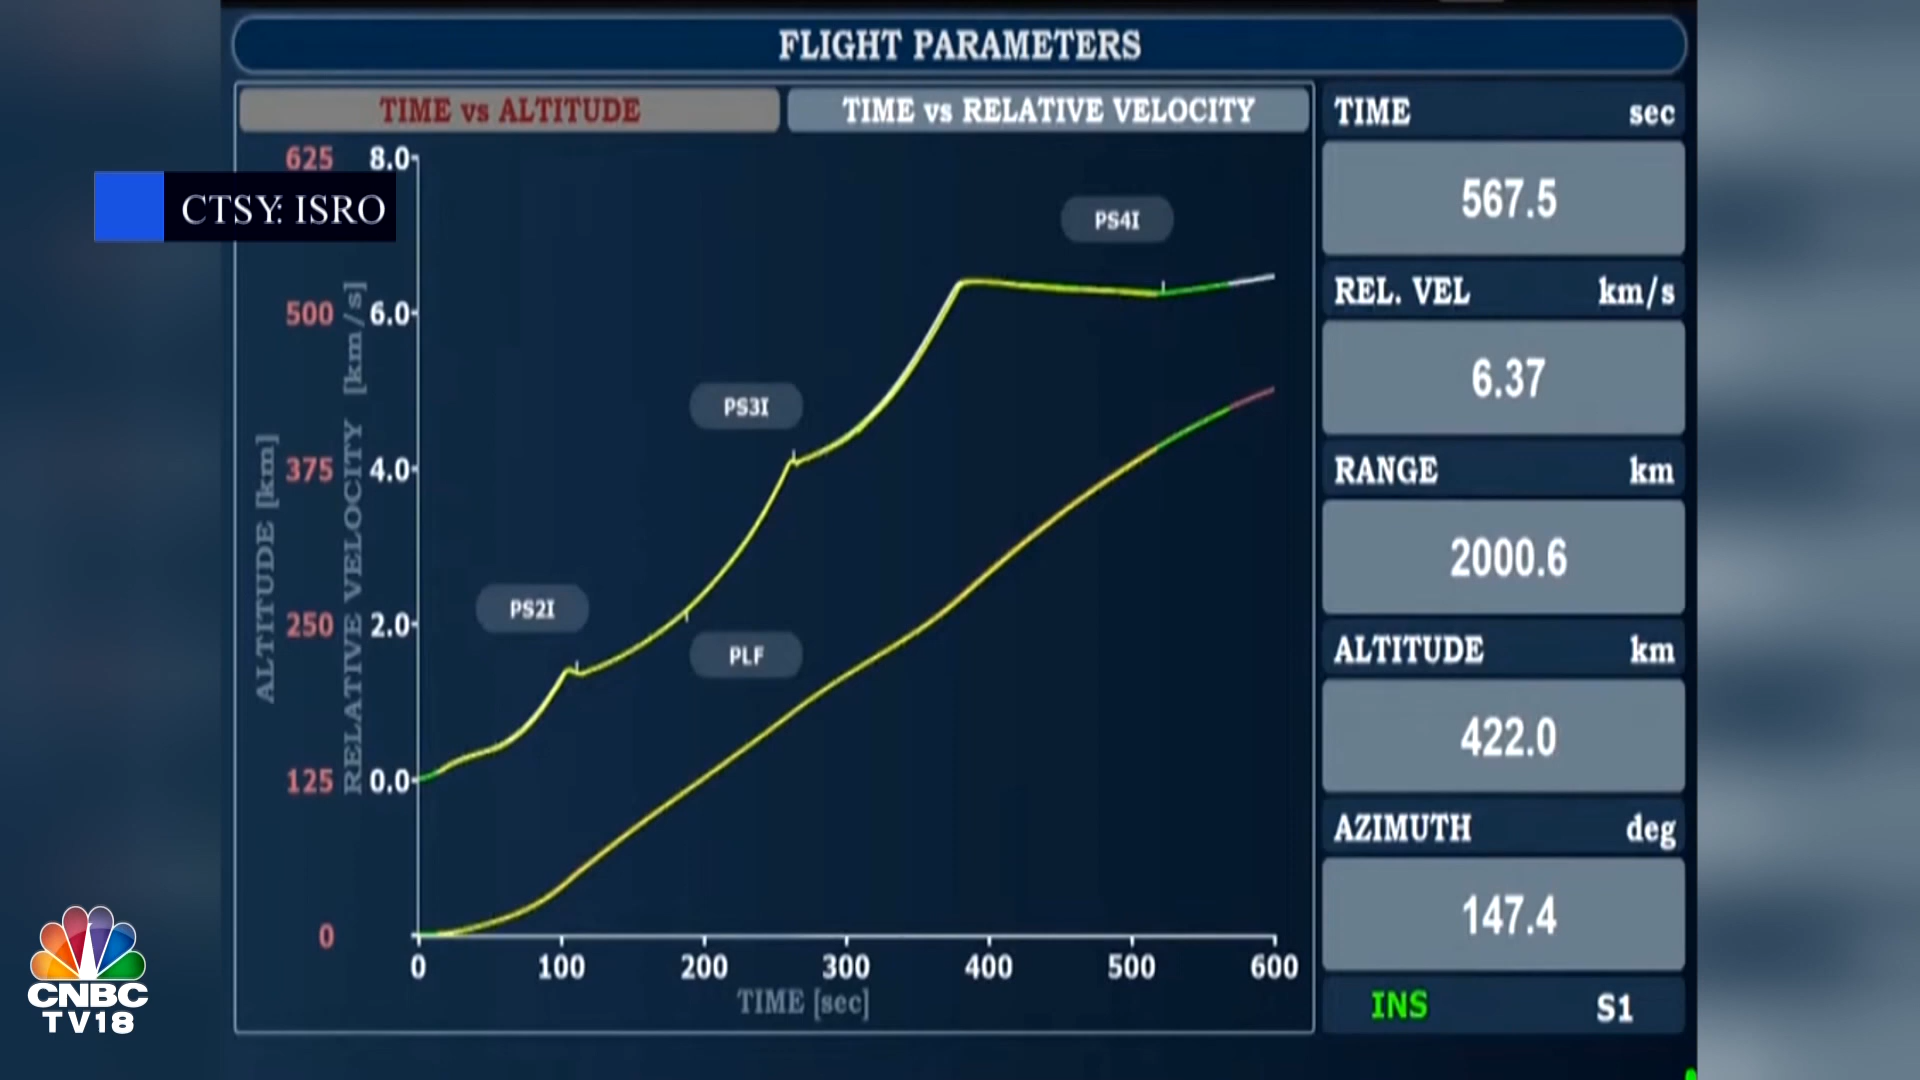 FLIGHT PARAMETERS
TIME vs ALTITUDE
TIME vs RELATIVE VELOCITY
TIME sec
567.5
REL. VEL km/s
6.37
RANGE km
2000.6
ALTITUDE km
422.0
AZIMUTH deg
147.4
INS S1
CTSY: ISRO
625 8.0
500 6.0
375 4.0
250 2.0
125 0.0
0
ALTITUDE [km]
RELATIVE VELOCITY [km/s]
PS4I
PS3I
PS2I
PLF
0 100 200 300 400 500 600
TIME [sec]
CNBC
TV18